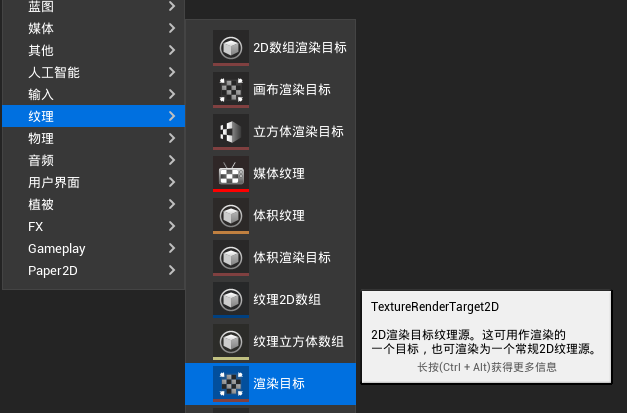 蓝图
媒体
其他
人工智能
输入
纹理
物理
音频
用户界面
植被
FX
Gameplay
Paper2D
2D数组渲染目标
画布渲染目标
立方体渲染目标
媒体纹理
体积纹理
体积渲染目标
纹理2D数组
纹理立方体数组
渲染目标
TextureRenderTarget2D
2D渲染目标纹理源。这可用作渲染的
一个目标，也可渲染为一个常规2D纹理源。
长按(Ctrl + Alt)获得更多信息